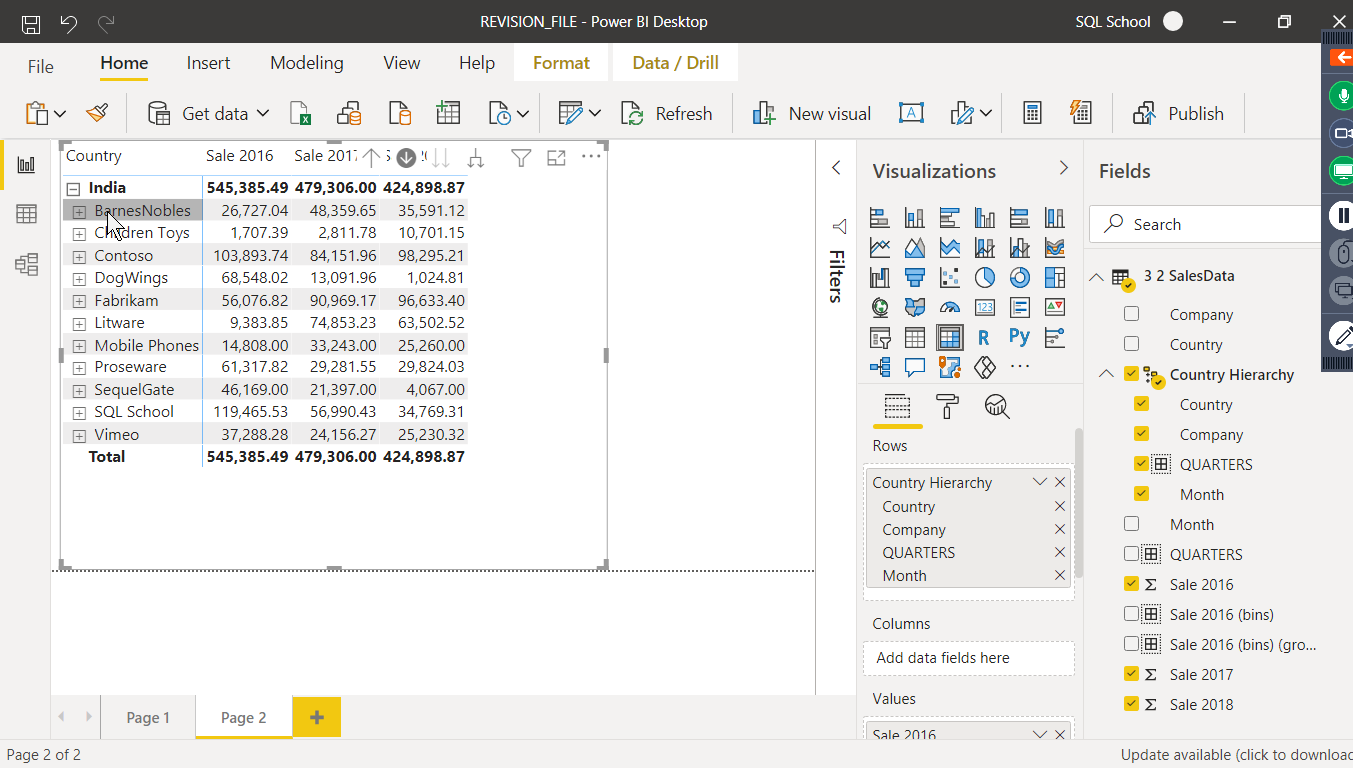 REVISION_FILE - Power BI Desktop
SQL School
File Home Insert Modeling View Help Format Data / Drill
Get data Refresh New visual Publish
Country Sale 2016 Sale 2017
India 545,385.49 479,306.00 424,898.87
BarnesNobles 26,727.04 48,359.65 35,591.12
Children Toys 1,707.39 2,811.78 10,701.15
Contoso 103,893.74 84,151.96 98,295.21
DogWings 68,548.02 13,091.96 1,024.81
Fabrikam 56,076.82 90,969.17 96,633.40
Litware 9,383.85 74,853.23 63,502.52
Mobile Phones 14,808.00 33,243.00 25,260.00
Proseware 61,317.82 29,281.55 29,824.03
SequelGate 46,169.00 21,397.00 4,067.00
SQL School 119,465.53 56,990.43 34,769.31
Vimeo 37,288.28 24,156.27 25,230.32
Total 545,385.49 479,306.00 424,898.87
Filters
Visualizations
123
R Py
Rows
Country Hierarchy
Country
Company
QUARTERS
Month
Columns
Add data fields here
Values
Sale 2016
Fields
Search
3 2 SalesData
Company
Country
Country Hierarchy
Country
Company
QUARTERS
Month
Month
QUARTERS
Sale 2016
Sale 2016 (bins)
Sale 2016 (bins) (gro...
Sale 2017
Sale 2018
Page 1 Page 2
Page 2 of 2
Update available (click to download